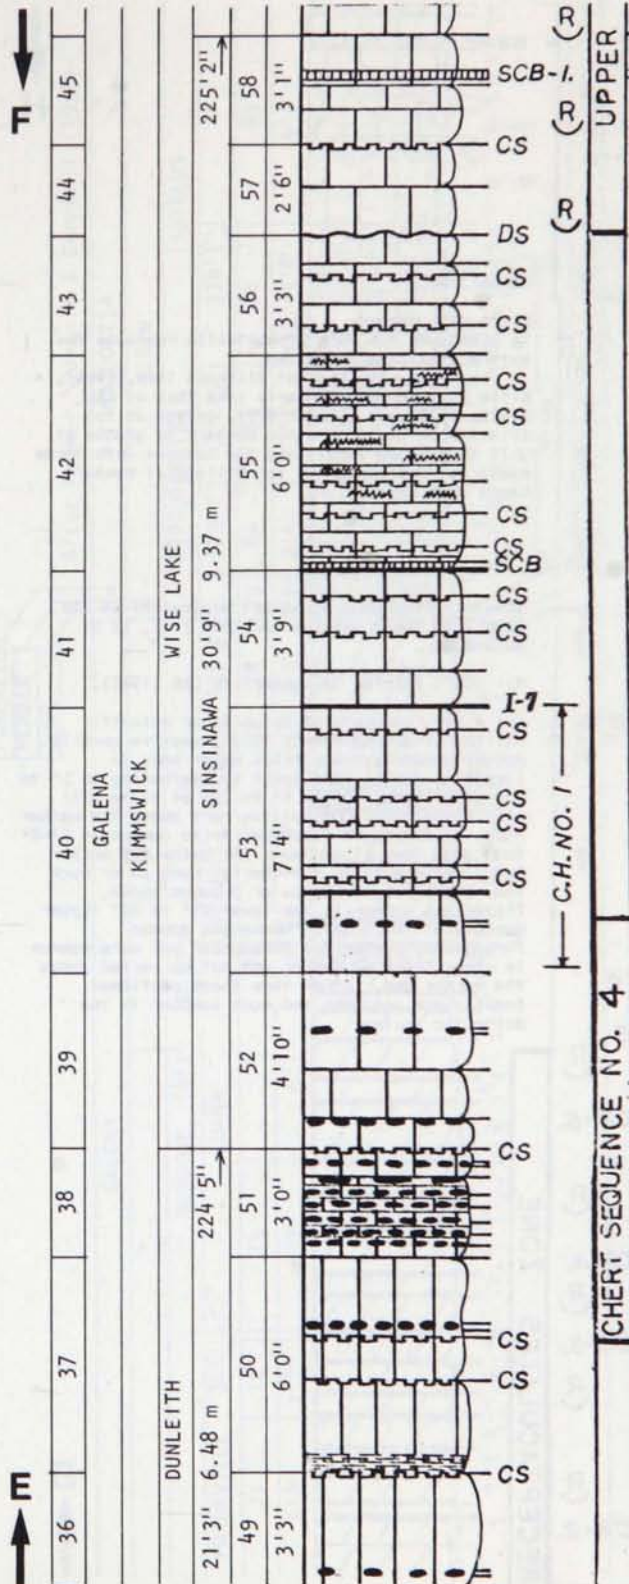 F
45
44
43
42
41
40
39
38
37
36
E
GALENA
KIMMSWICK
WISE LAKE
DUNLEITH
225'2"
SINSINAWA 30'9" 9.37 m
224'5"
21'3" 6.48 m
58
57
56
55
54
53
52
51
50
49
3'1"
2'6"
3'3"
6'0"
3'9"
7'4"
4'10"
3'0"
6'0"
3'3"
(R)
SCB-1.
(R)
CS
(R)
DS
CS
CS
CS
CS
CS
CS
SCB
CS
CS
I-7
CS
CS
CS
CS
C.H. NO. 1
CS
CS
CS
CS
UPPER
CHERT SEQUENCE NO. 4